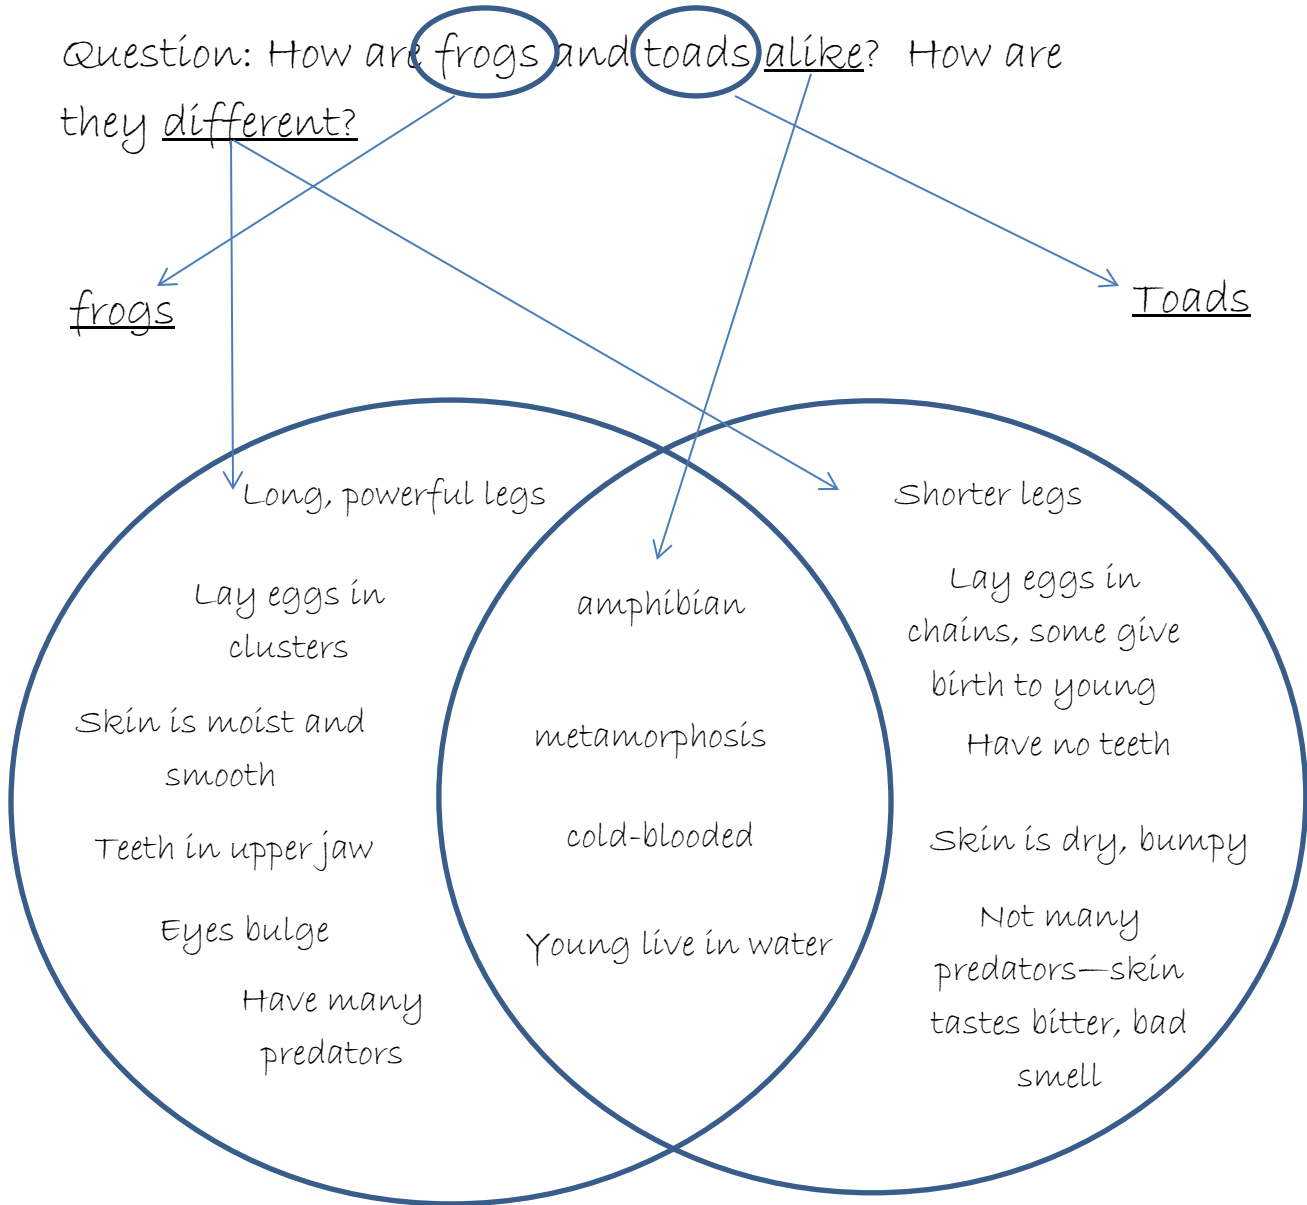 Question: How are frogs and toads alike? How are
they different?
frogs
Toads
Long, powerful legs
Lay eggs in
clusters
Skin is moist and
smooth
Teeth in upper jaw
Eyes bulge
Have many
predators
amphibian
metamorphosis
cold-blooded
Young live in water
Shorter legs
Lay eggs in
chains, some give
birth to young
Have no teeth
Skin is dry, bumpy
Not many
predators—skin
tastes bitter, bad
smell